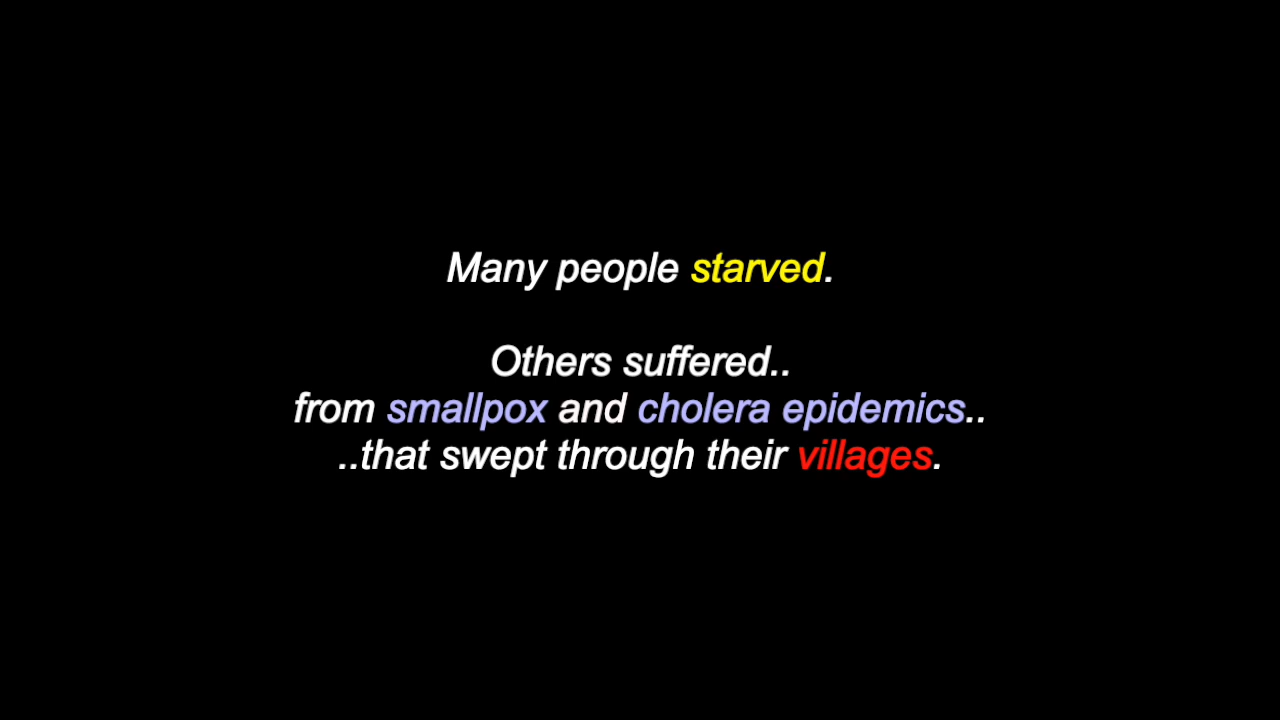 Many people starved.
Others suffered..
from smallpox and cholera epidemics..
..that swept through their villages.